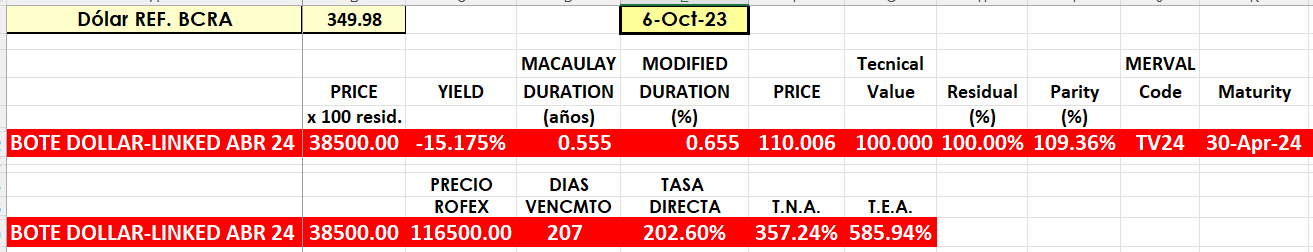 Dólar REF. BCRA 349.98 6-Oct-23
MACAULAY MODIFIED Tecnical MERVAL
PRICE YIELD DURATION DURATION PRICE Value Residual Parity Code Maturity
x 100 resid. (años) (%) (%) (%)
BOTE DOLLAR-LINKED ABR 24 38500.00 -15.175% 0.555 0.655 110.006 100.000 100.00% 109.36% TV24 30-Apr-24
PRECIO DIAS TASA
ROFEX VENCMTO DIRECTA T.N.A. T.E.A.
BOTE DOLLAR-LINKED ABR 24 38500.00 116500.00 207 202.60% 357.24% 585.94%